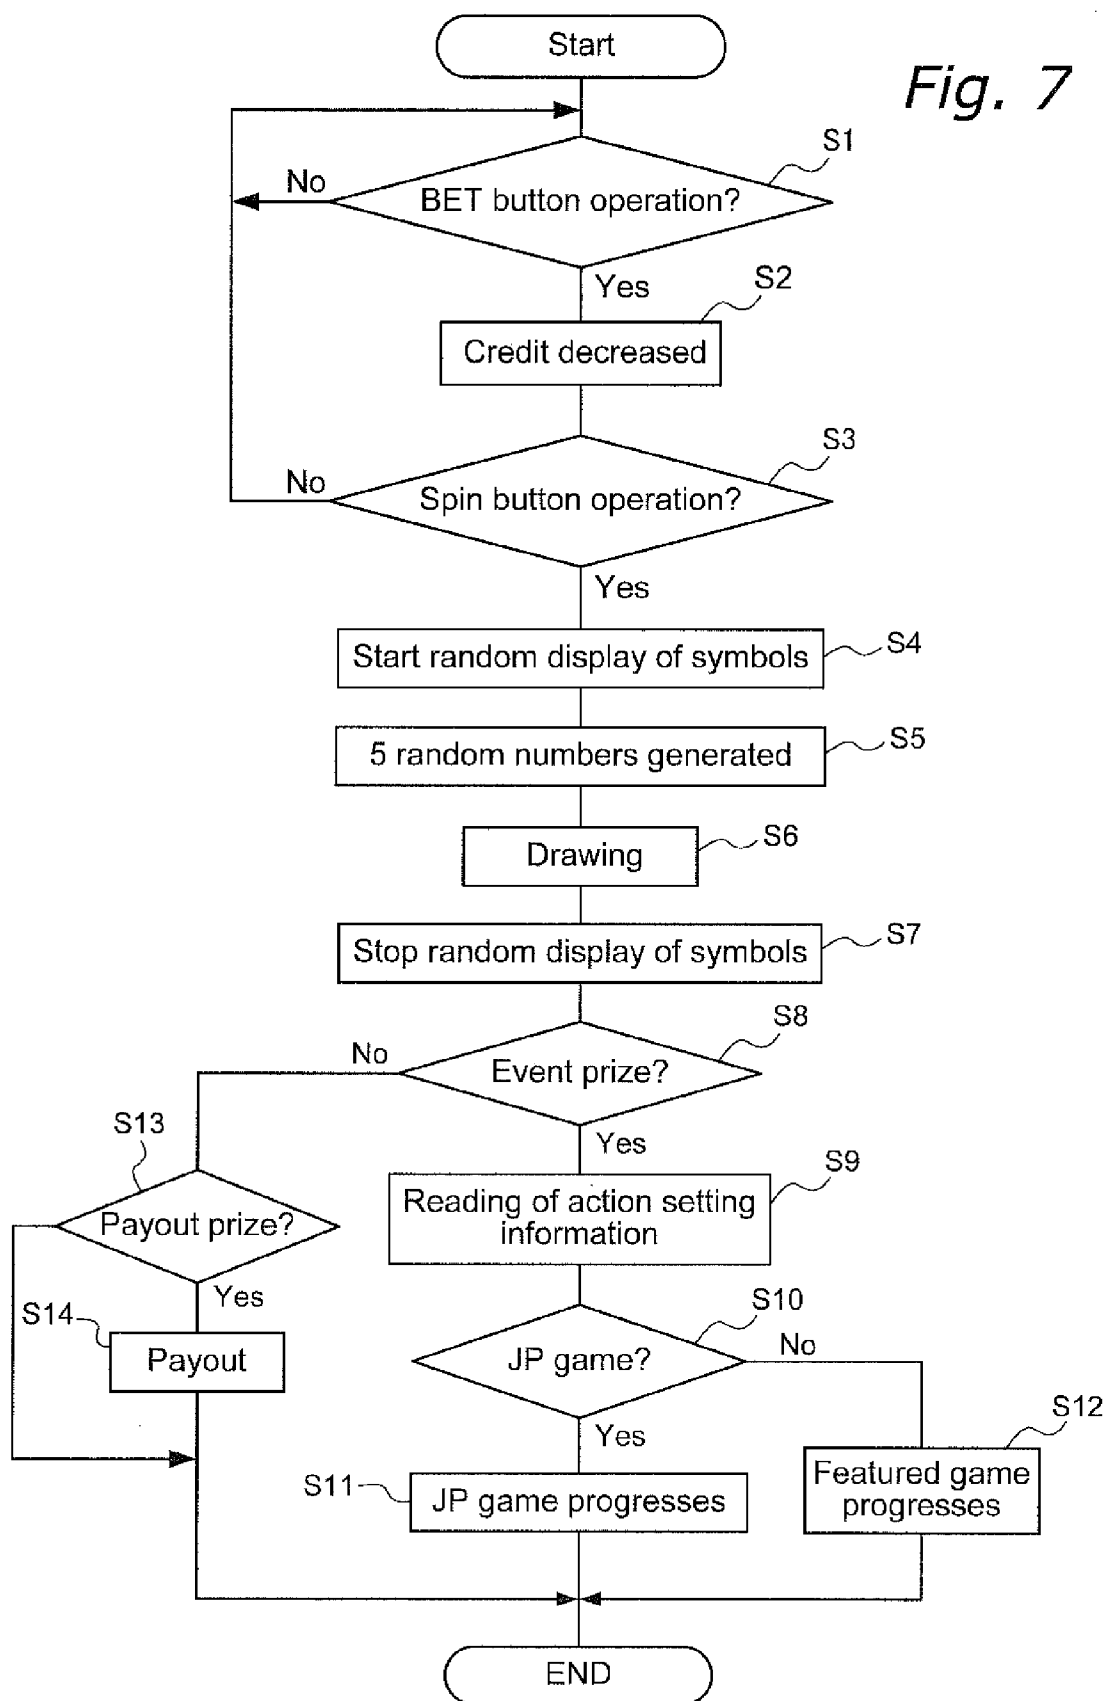 Start
Fig. 7
S1
No
BET button operation?
Yes
S2
Credit decreased
S3
No
Spin button operation?
Yes
Start random display of symbols
S4
5 random numbers generated
S5
Drawing
S6
Stop random display of symbols
S7
S8
No
Event prize?
Yes
S13
Payout prize?
Yes
S14
Payout
S9
Reading of action setting
information
S10
JP game?
No
Yes
S11
JP game progresses
S12
Featured game
progresses
END